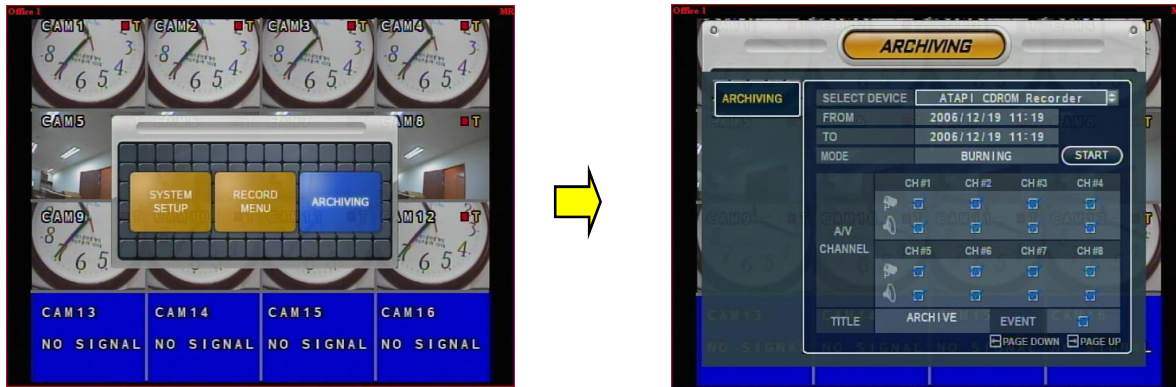 Office 1
MR
CAM1 T CAM2 T CAM3 T CAM4 T
CAM5
CAM8 T
SYSTEM SETUP
RECORD MENU
ARCHIVING
CAM9
CAM12 T
CAM13 CAM14 CAM15 CAM16
NO SIGNAL NO SIGNAL NO SIGNAL NO SIGNAL
Office 1
ARCHIVING
ARCHIVING
SELECT DEVICE ATAPI CDROM Recorder
FROM 2006/12/19 11:19
TO 2006/12/19 11:19
MODE BURNING START
CH #1 CH #2 CH #3 CH #4
A/V CHANNEL
CH #5 CH #6 CH #7 CH #8
TITLE ARCHIVE EVENT
PAGE DOWN PAGE UP